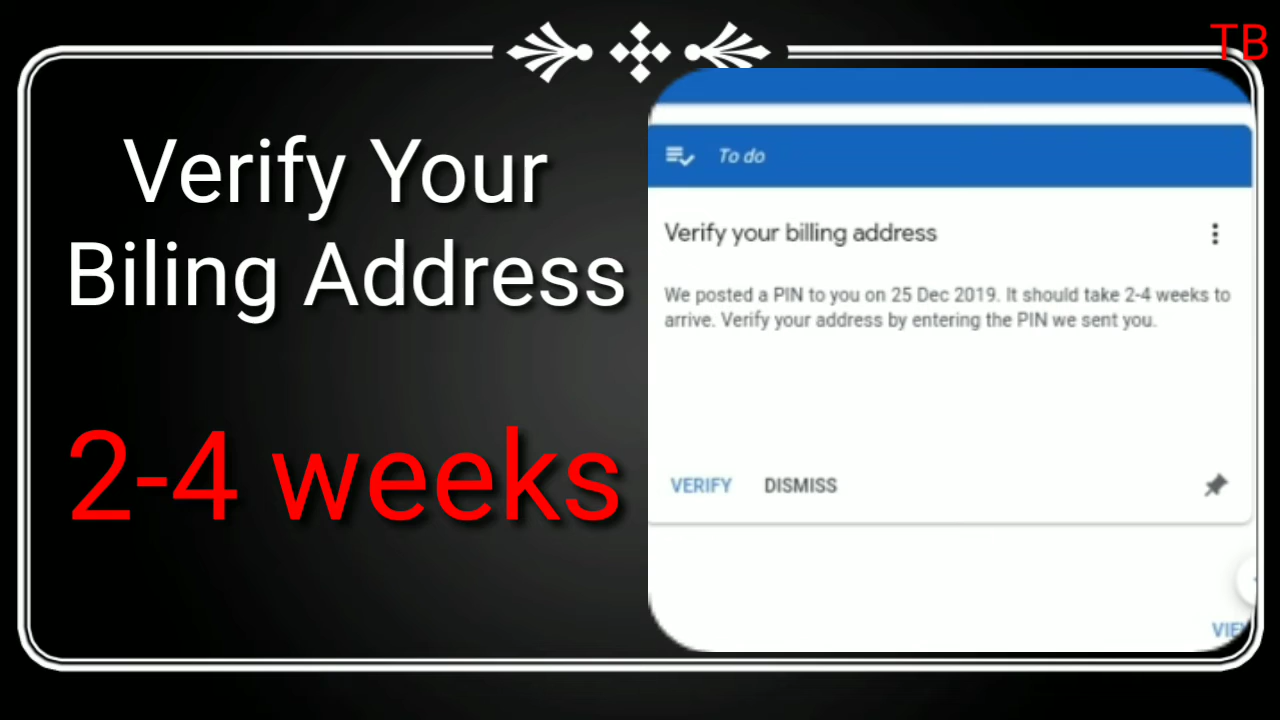 TB
Verify Your
Biling Address
2-4 weeks
To do
Verify your billing address
We posted a PIN to you on 25 Dec 2019. It should take 2-4 weeks to
arrive. Verify your address by entering the PIN we sent you.
VERIFY DISMISS